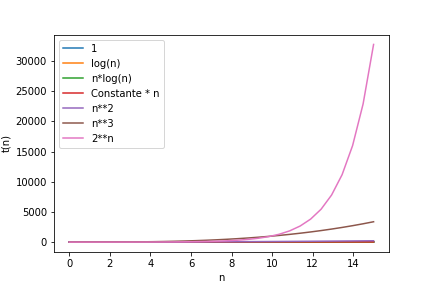 30000
25000
20000
15000
10000
5000
0
t(n)
1
log(n)
n*log(n)
Constante * n
n**2
n**3
2**n
0 2 4 6 8 10 12 14
n